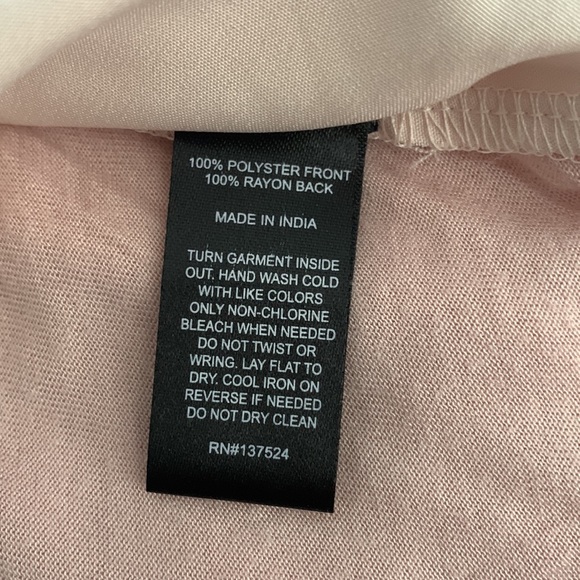 100% POLYSTER FRONT
100% RAYON BACK
MADE IN INDIA
TURN GARMENT INSIDE
OUT. HAND WASH COLD
WITH LIKE COLORS
ONLY NON-CHLORINE
BLEACH WHEN NEEDED
DO NOT TWIST OR
WRING. LAY FLAT TO
DRY. COOL IRON ON
REVERSE IF NEEDED
DO NOT DRY CLEAN
RN#137524